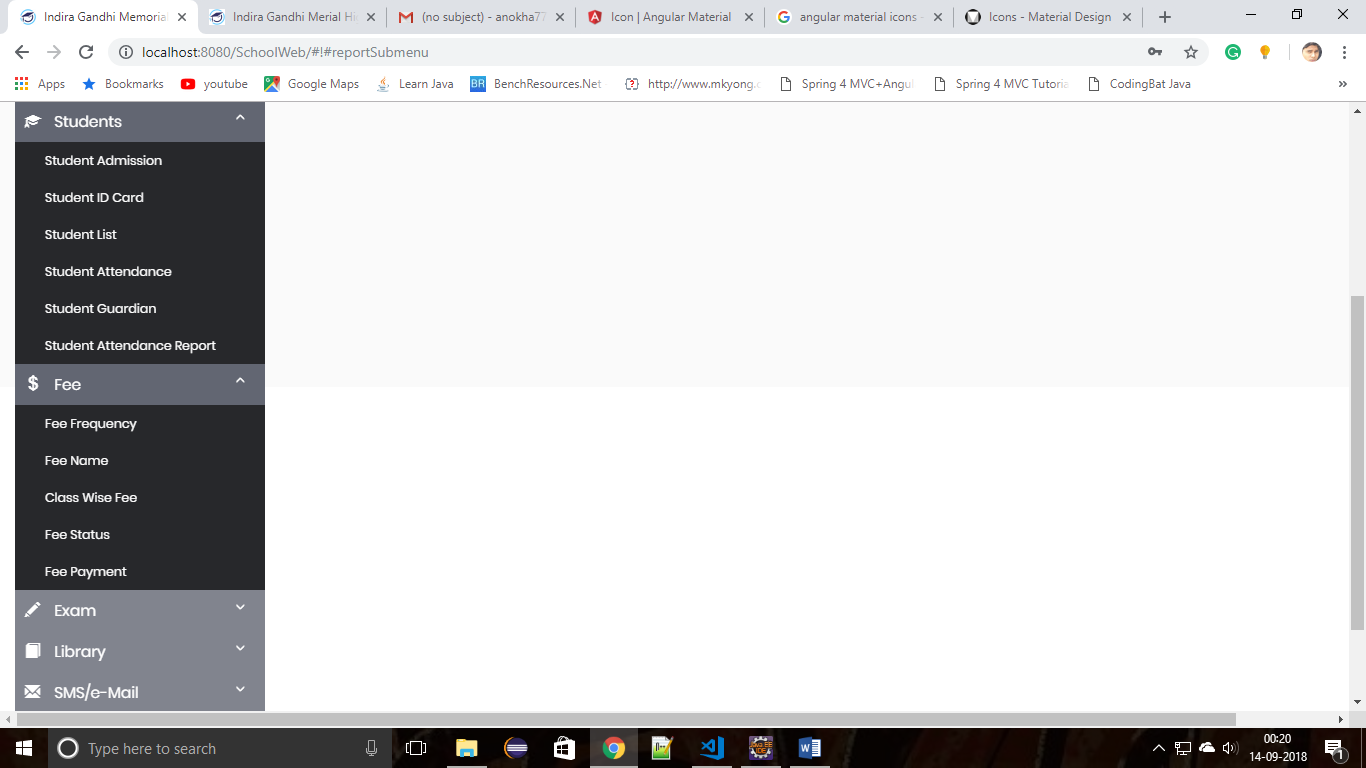 Indira Gandhi Memorial
Indira Gandhi Merial Hi
(no subject) - anokha77
Icon | Angular Material
angular material icons -
Icons - Material Design
localhost:8080/SchoolWeb/#!#reportSubmenu
Apps
Bookmarks
youtube
Google Maps
Learn Java
BR BenchResources.Net
http://www.mkyong.c
Spring 4 MVC+Angul
Spring 4 MVC Tutoria
CodingBat Java
»
Students
Student Admission
Student ID Card
Student List
Student Attendance
Student Guardian
Student Attendance Report
$ Fee
Fee Frequency
Fee Name
Class Wise Fee
Fee Status
Fee Payment
Exam
Library
SMS/e-Mail
Type here to search
00:20
14-09-2018
1